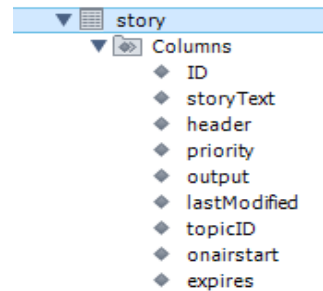 story
Columns
ID
storyText
header
priority
output
lastModified
topicID
onairstart
expires